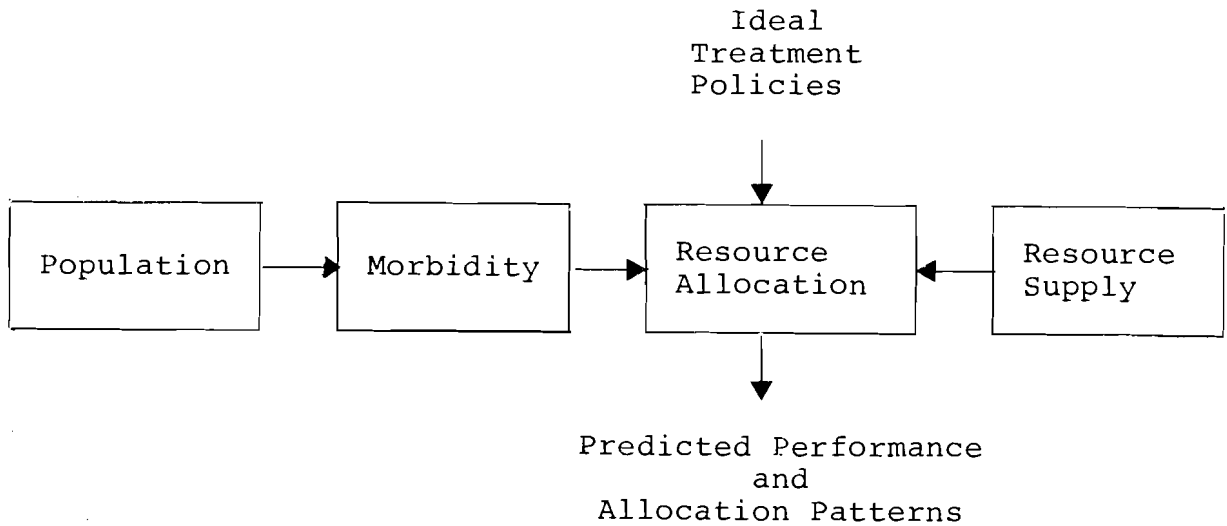 Ideal
Treatment
Policies
Population
Morbidity
Resource
Allocation
Resource
Supply
Predicted Performance
and
Allocation Patterns